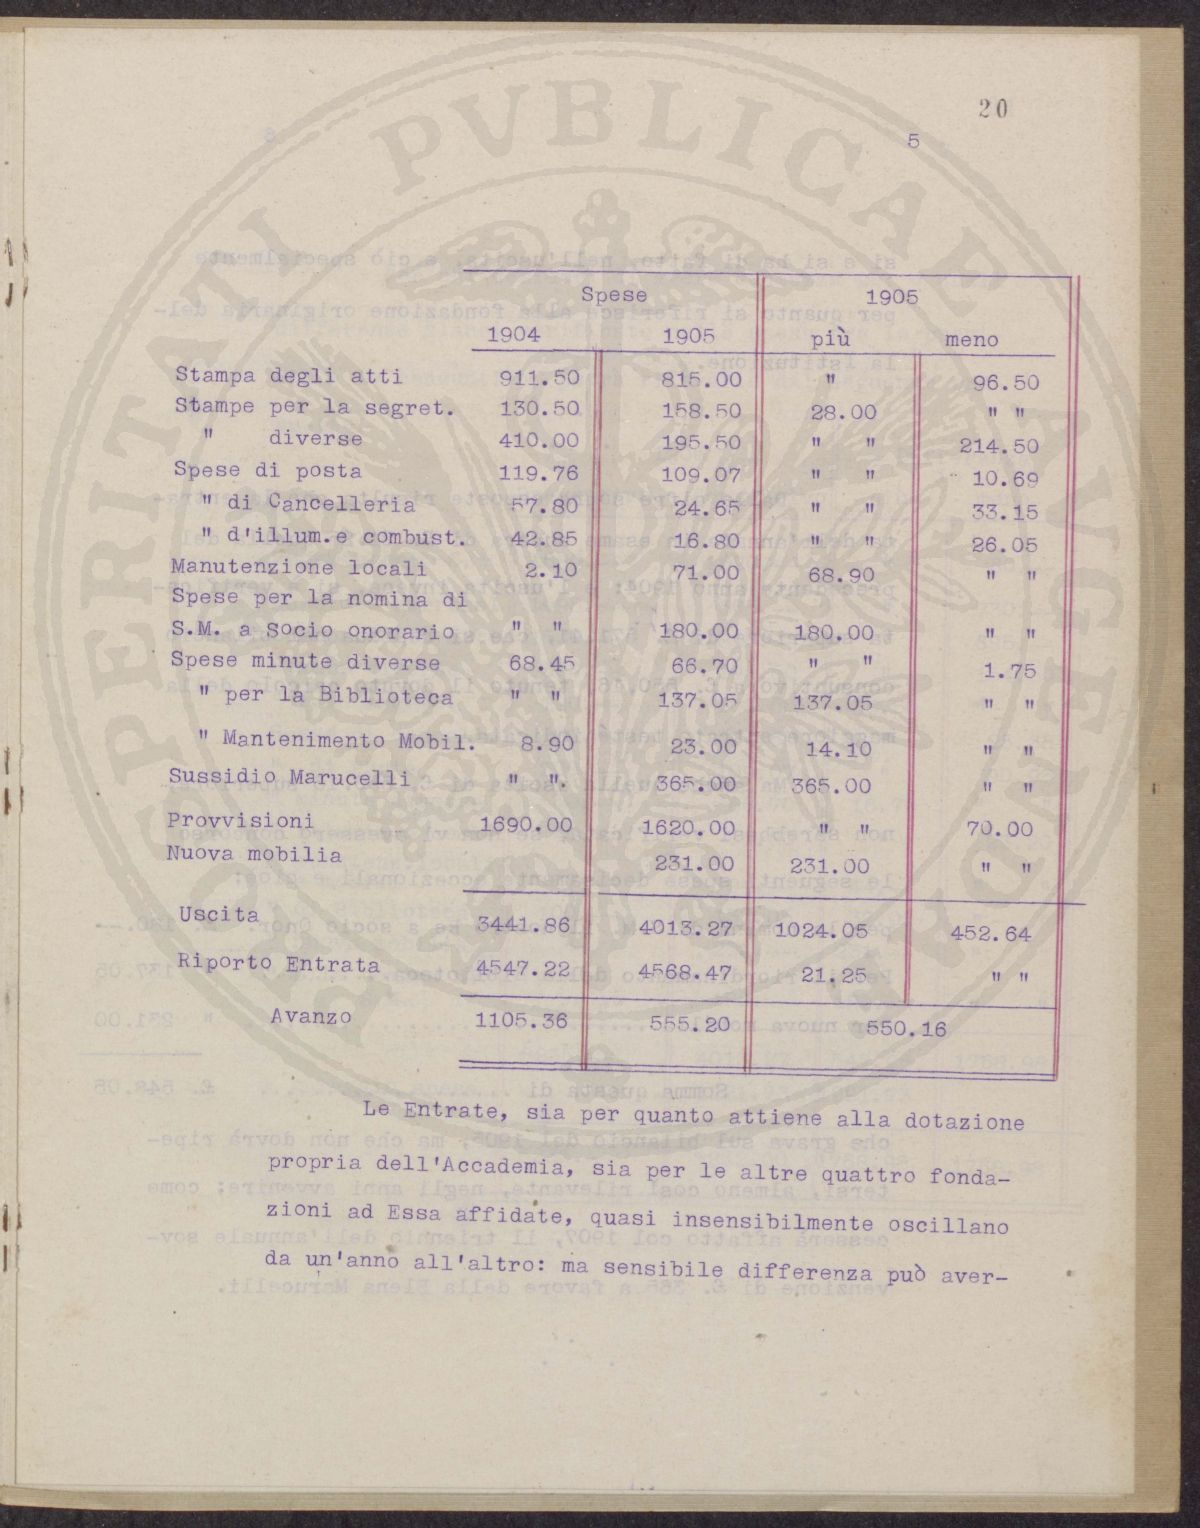 20
5
Spese 1905
1904 1905 più meno
Stampa degli atti 911.50 815.00 " 96.50
Stampe per la segret. 130.50 158.50 28.00 " "
" diverse 410.00 195.50 " " 214.50
Spese di posta 119.76 109.07 " " 10.69
" di Cancelleria 57.80 24.65 " " 33.15
" d'illum.e combust. 42.85 16.80 " " 26.05
Manutenzione locali 2.10 71.00 68.90 " "
Spese per la nomina di
S.M. a Socio onorario " " 180.00 180.00 " "
Spese minute diverse 68.45 66.70 " " 1.75
" per la Biblioteca " " 137.05 137.05 " "
" Mantenimento Mobil. 8.90 23.00 14.10 " "
Sussidio Marucelli " ". 365.00 365.00 " "
Provvisioni 1690.00 1620.00 " " 70.00
Nuova mobilia 231.00 231.00 " "
Uscita 3441.86 4013.27 1024.05 452.64
Riporto Entrata 4547.22 4568.47 21.25 " "
Avanzo 1105.36 555.20 550.16
Le Entrate, sia per quanto attiene alla dotazione
propria dell'Accademia, sia per le altre quattro fonda-
zioni ad Essa affidate, quasi insensibilmente oscillano
da un'anno all'altro: ma sensibile differenza può aver-